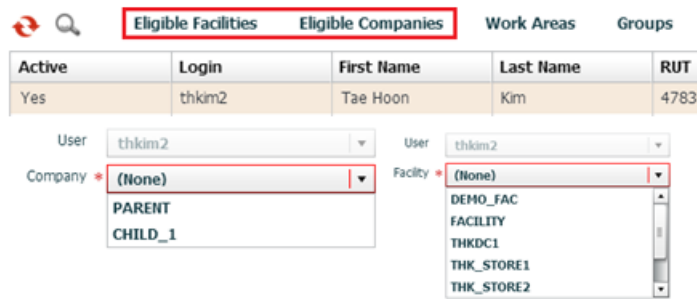 Eligible Facilities Eligible Companies Work Areas Groups
Active Login First Name Last Name RUT
Yes thkim2 Tae Hoon Kim 4783
User thkim2
Company * (None)
PARENT
CHILD_1
User thkim2
Facility * (None)
DEMO_FAC
FACILITY
THKDC1
THK_STORE1
THK_STORE2